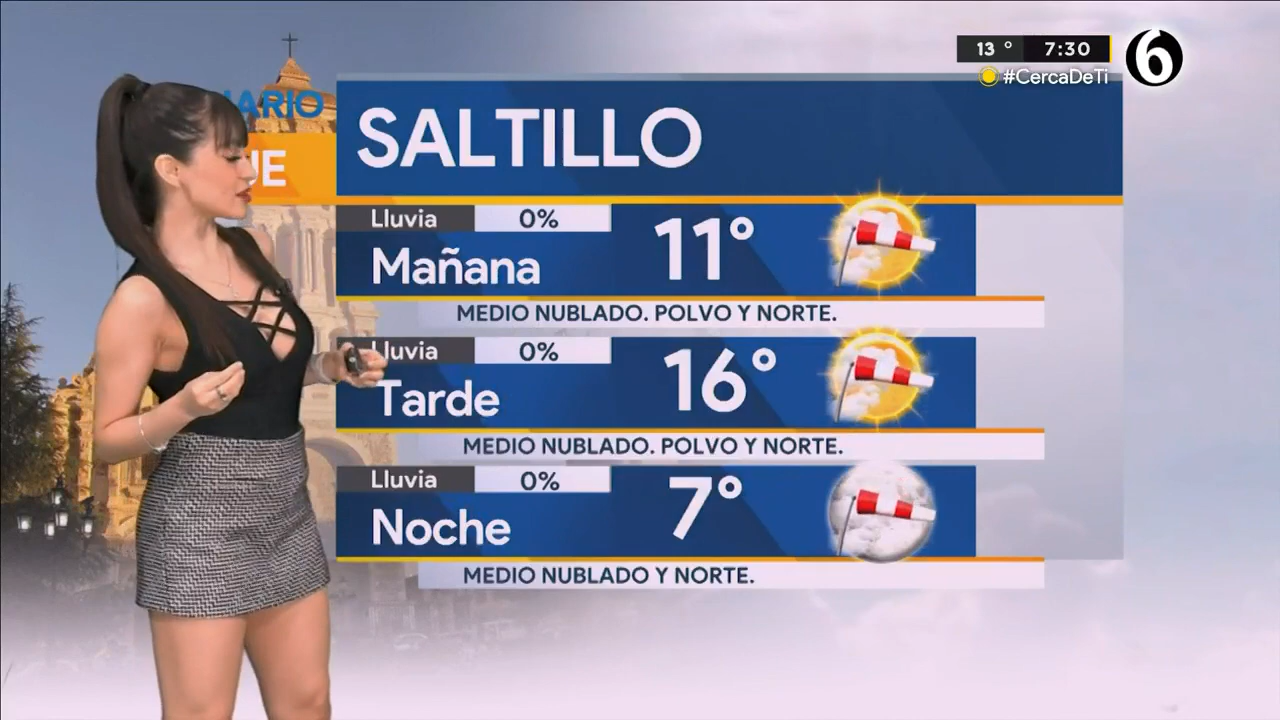 13 ° 7:30
6
#CercaDeTi
SALTILLO
Lluvia 0%
Mañana 11°
MEDIO NUBLADO. POLVO Y NORTE.
Lluvia 0%
Tarde 16°
MEDIO NUBLADO. POLVO Y NORTE.
Lluvia 0%
Noche 7°
MEDIO NUBLADO Y NORTE.